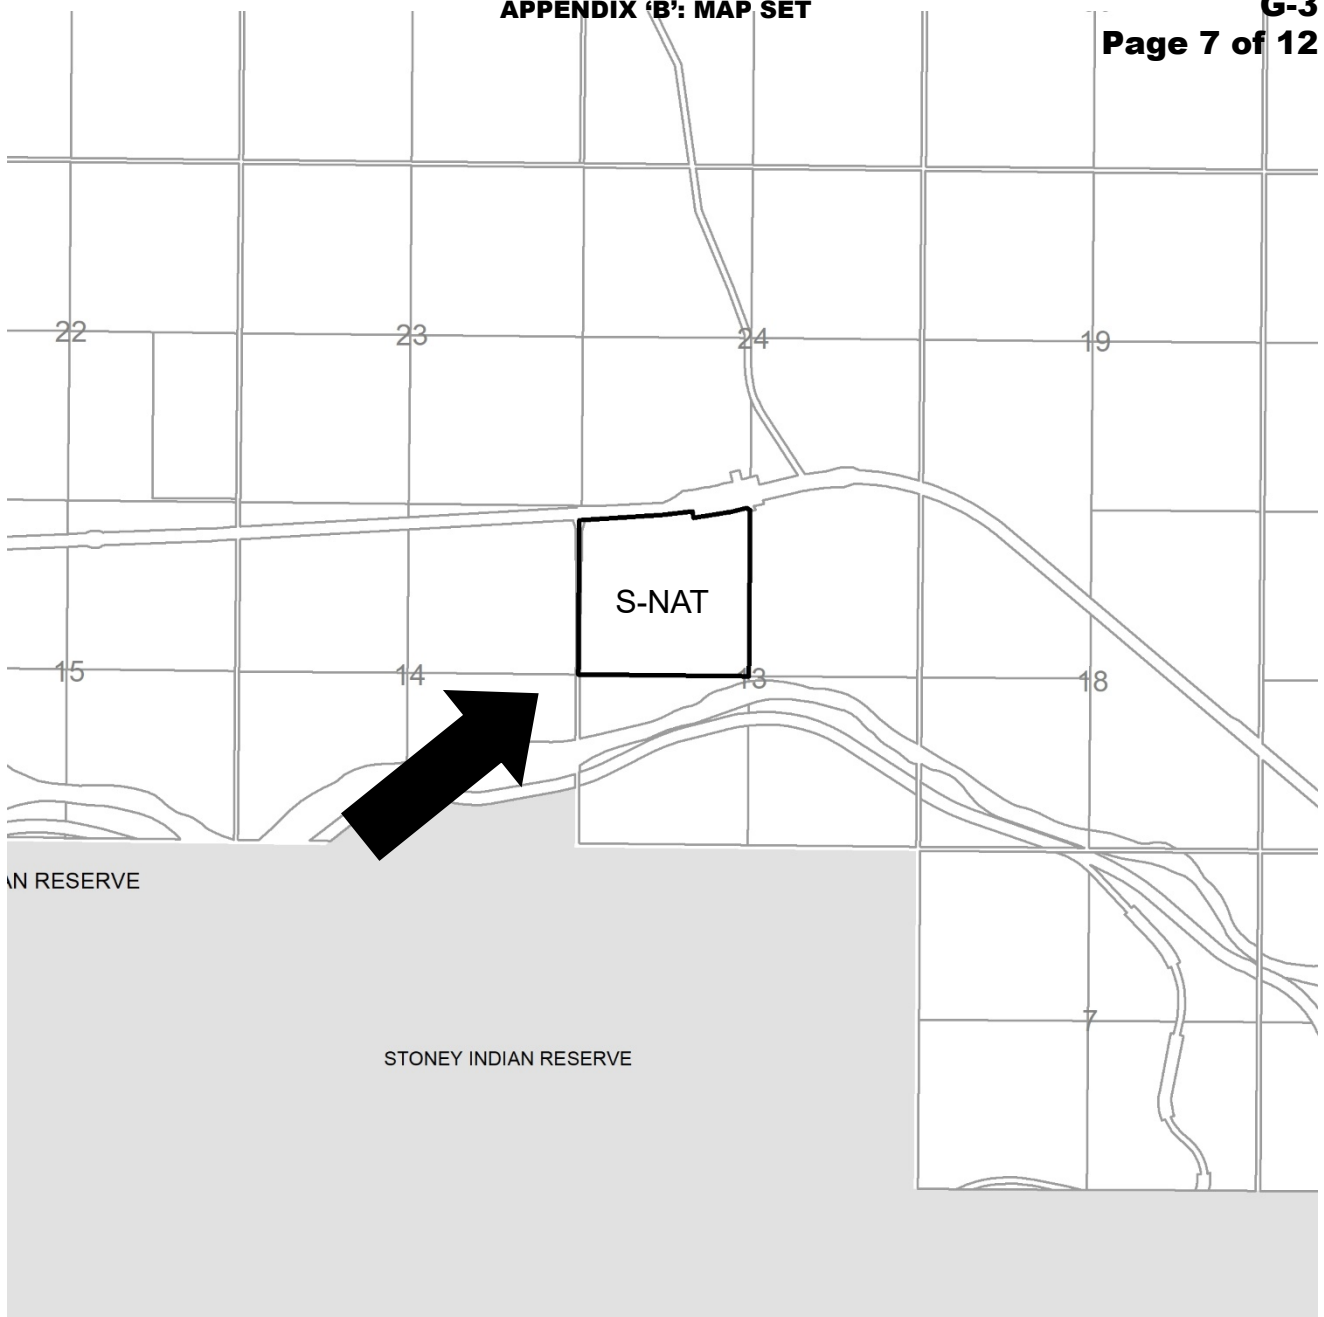 APPENDIX ‘B’: MAP SET
G-3
Page 7 of 12
22
23
24
19
S-NAT
15
14
13
18
AN RESERVE
STONEY INDIAN RESERVE
7